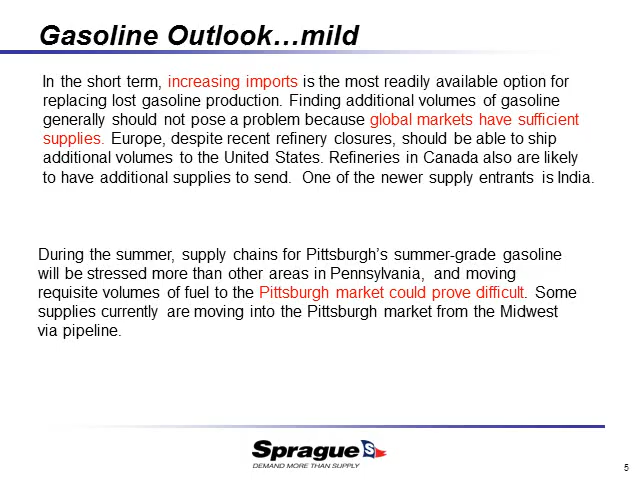 Gasoline Outlook…mild
In the short term, increasing imports is the most readily available option for
replacing lost gasoline production. Finding additional volumes of gasoline
generally should not pose a problem because global markets have sufficient
supplies. Europe, despite recent refinery closures, should be able to ship
additional volumes to the United States. Refineries in Canada also are likely
to have additional supplies to send. One of the newer supply entrants is India.
During the summer, supply chains for Pittsburgh’s summer-grade gasoline
will be stressed more than other areas in Pennsylvania, and moving
requisite volumes of fuel to the Pittsburgh market could prove difficult. Some
supplies currently are moving into the Pittsburgh market from the Midwest
via pipeline.
Sprague S
DEMAND MORE THAN SUPPLY
5